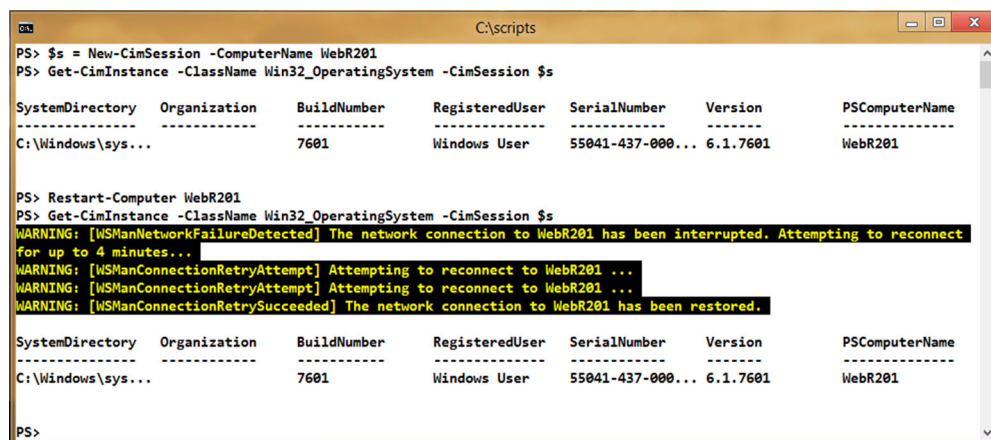 C:\scripts
PS> $s = New-CimSession -ComputerName WebR201
PS> Get-CimInstance -ClassName Win32_OperatingSystem -CimSession $s
SystemDirectory Organization BuildNumber RegisteredUser SerialNumber Version PSComputerName
--------------- ------------ ----------- -------------- ------------ ------- --------------
C:\Windows\sys... 7601 Windows User 55041-437-000... 6.1.7601 WebR201
PS> Restart-Computer WebR201
PS> Get-CimInstance -ClassName Win32_OperatingSystem -CimSession $s
WARNING: [WSManNetworkFailureDetected] The network connection to WebR201 has been interrupted. Attempting to reconnect
for up to 4 minutes...
WARNING: [WSManConnectionRetryAttempt] Attempting to reconnect to WebR201 ...
WARNING: [WSManConnectionRetryAttempt] Attempting to reconnect to WebR201 ...
WARNING: [WSManConnectionRetrySucceeded] The network connection to WebR201 has been restored.
SystemDirectory Organization BuildNumber RegisteredUser SerialNumber Version PSComputerName
--------------- ------------ ----------- -------------- ------------ ------- --------------
C:\Windows\sys... 7601 Windows User 55041-437-000... 6.1.7601 WebR201
PS>